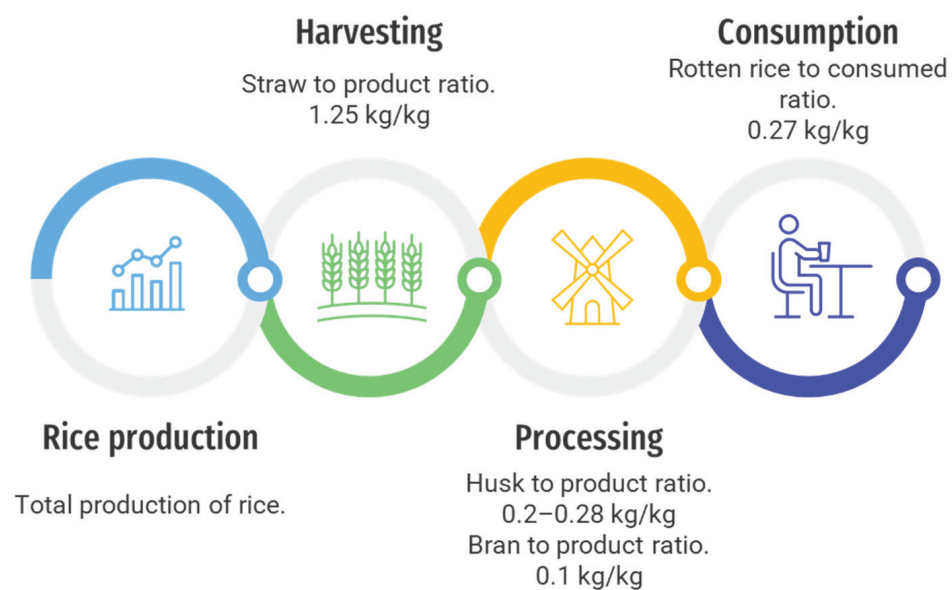 Harvesting
Straw to product ratio.
1.25 kg/kg
Consumption
Rotten rice to consumed
ratio.
0.27 kg/kg
Rice production
Total production of rice.
Processing
Husk to product ratio.
0.2–0.28 kg/kg
Bran to product ratio.
0.1 kg/kg